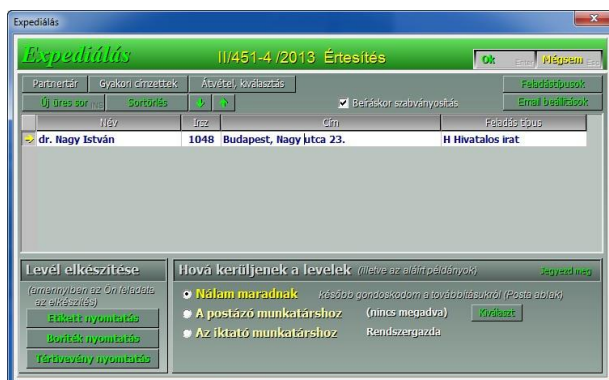 Expediálás
Expediálás II/451-4 /2013 Értesítés Ok Enter Mégsem Esc
Partnertár Gyakori címzettek Átvétel, kiválasztás Feladástípusok
Új üres sor Ins Sortörlés Beíráskor szabványosítás Email beállítások
Név Irsz Cím Feladás típus
dr. Nagy István 1048 Budapest, Nagy utca 23. H Hivatalos irat
Levél elkészítése
(amennyiben az Ön feladata az elkészítés)
Etikett nyomtatás
Boríték nyomtatás
Tértivevény nyomtatás
Hová kerüljenek a levelek (illetve az aláírt példányok) Jegyezd meg
Nálam maradnak később gondoskodom a továbbításukról (Posta ablak)
A postázó munkatárshoz (nincs megadva) Kiválaszt
Az iktató munkatárshoz Rendszergazda